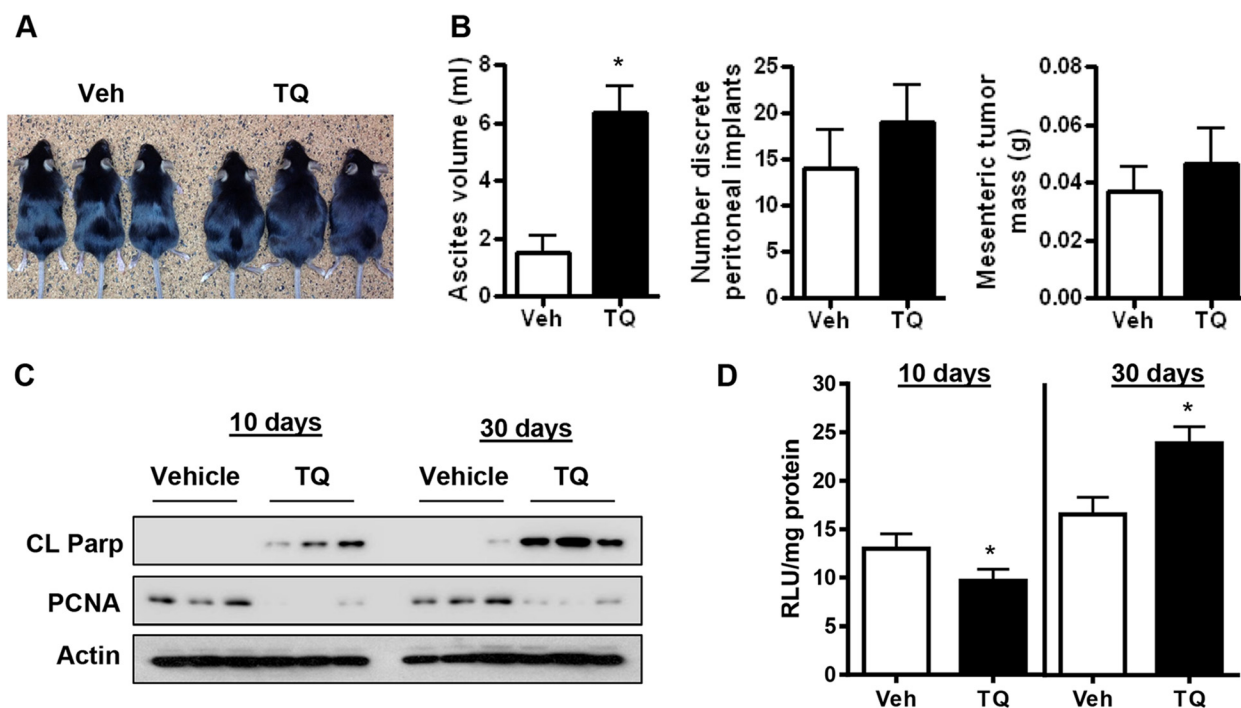 A
Veh TQ
B
Ascites volume (ml)
8
6
4
2
0
*
Veh TQ
Number discrete
peritoneal implants
25
20
15
10
5
0
Veh TQ
Mesenteric tumor
mass (g)
0.08
0.06
0.04
0.02
0.00
Veh TQ
C
10 days 30 days
Vehicle TQ Vehicle TQ
CL Parp
PCNA
Actin
D
10 days 30 days
RLU/mg protein
30
25
20
15
10
5
0
*
*
Veh TQ Veh TQ